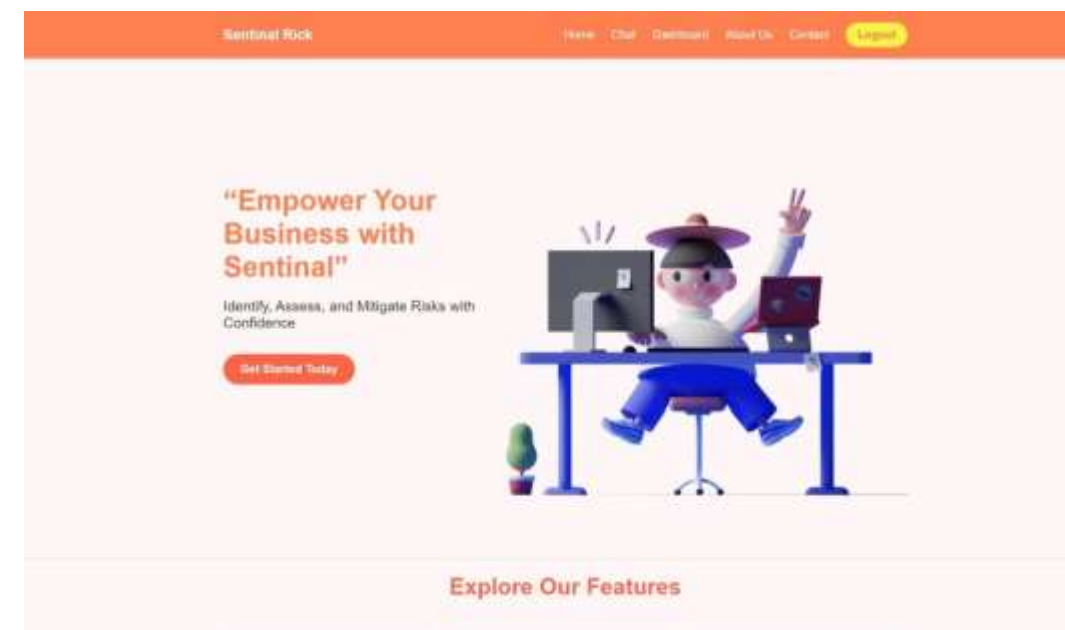 Sentinal Rick
Home Chat Dashboard About Us Contact Logout
“Empower Your
Business with
Sentinal”
Identify, Assess, and Mitigate Risks with
Confidence
Get Started Today
Explore Our Features